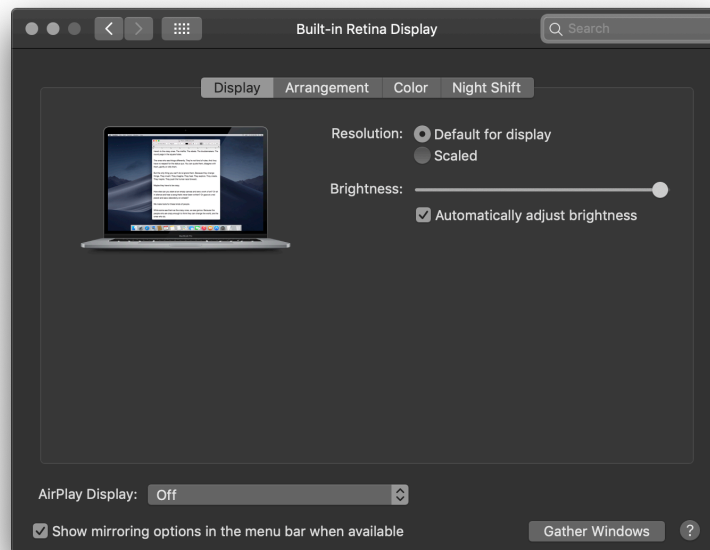 Built-in Retina Display
Search
Display Arrangement Color Night Shift
Resolution: Default for display
Scaled
Brightness:
Automatically adjust brightness
AirPlay Display: Off
Show mirroring options in the menu bar when available
Gather Windows ?